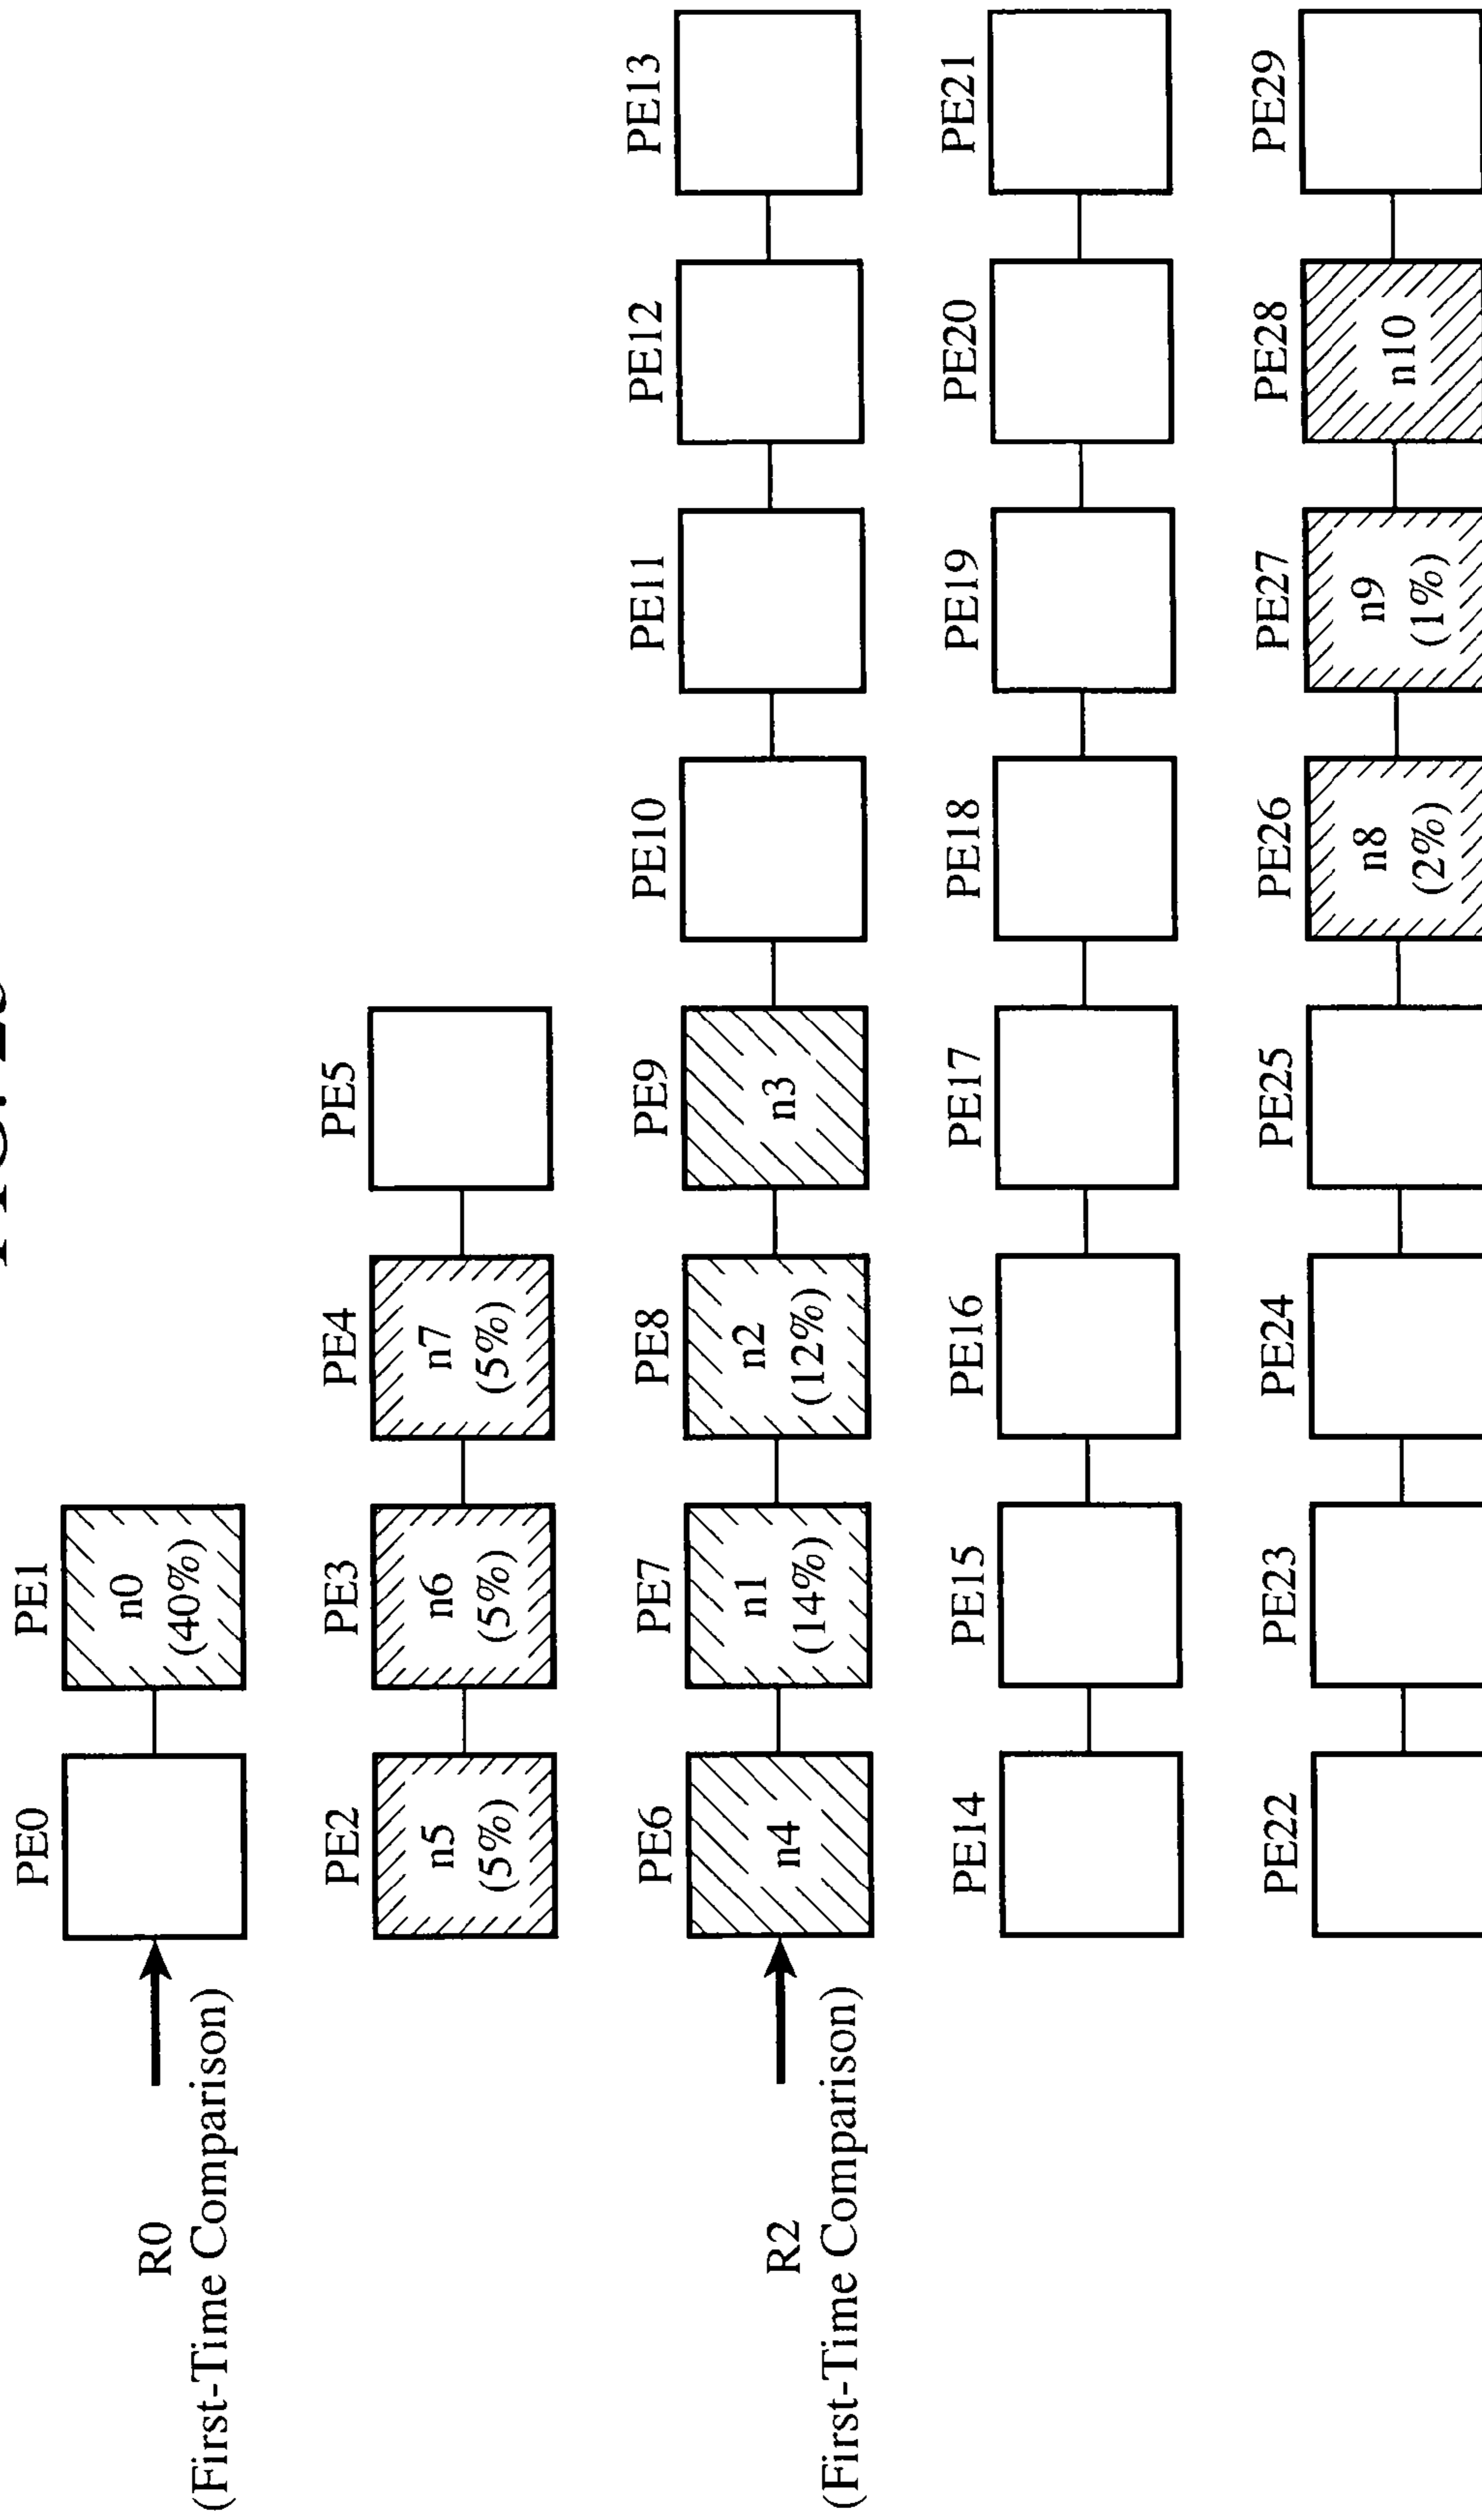 PE0 PE1
n0
(40%)
R0
(First-Time Comparison)
PE2 PE3 PE4 PE5
n5 n6 n7
(5%) (5%) (5%)
PE6 PE7 PE8 PE9 PE10 PE11 PE12 PE13
n4 n1 n2 n3
(14%) (12%)
R2
(First-Time Comparison)
PE14 PE15 PE16 PE17 PE18 PE19 PE20 PE21
PE22 PE23 PE24 PE25 PE26 PE27 PE28 PE29
n8 n9 n10
(2%) (1%)